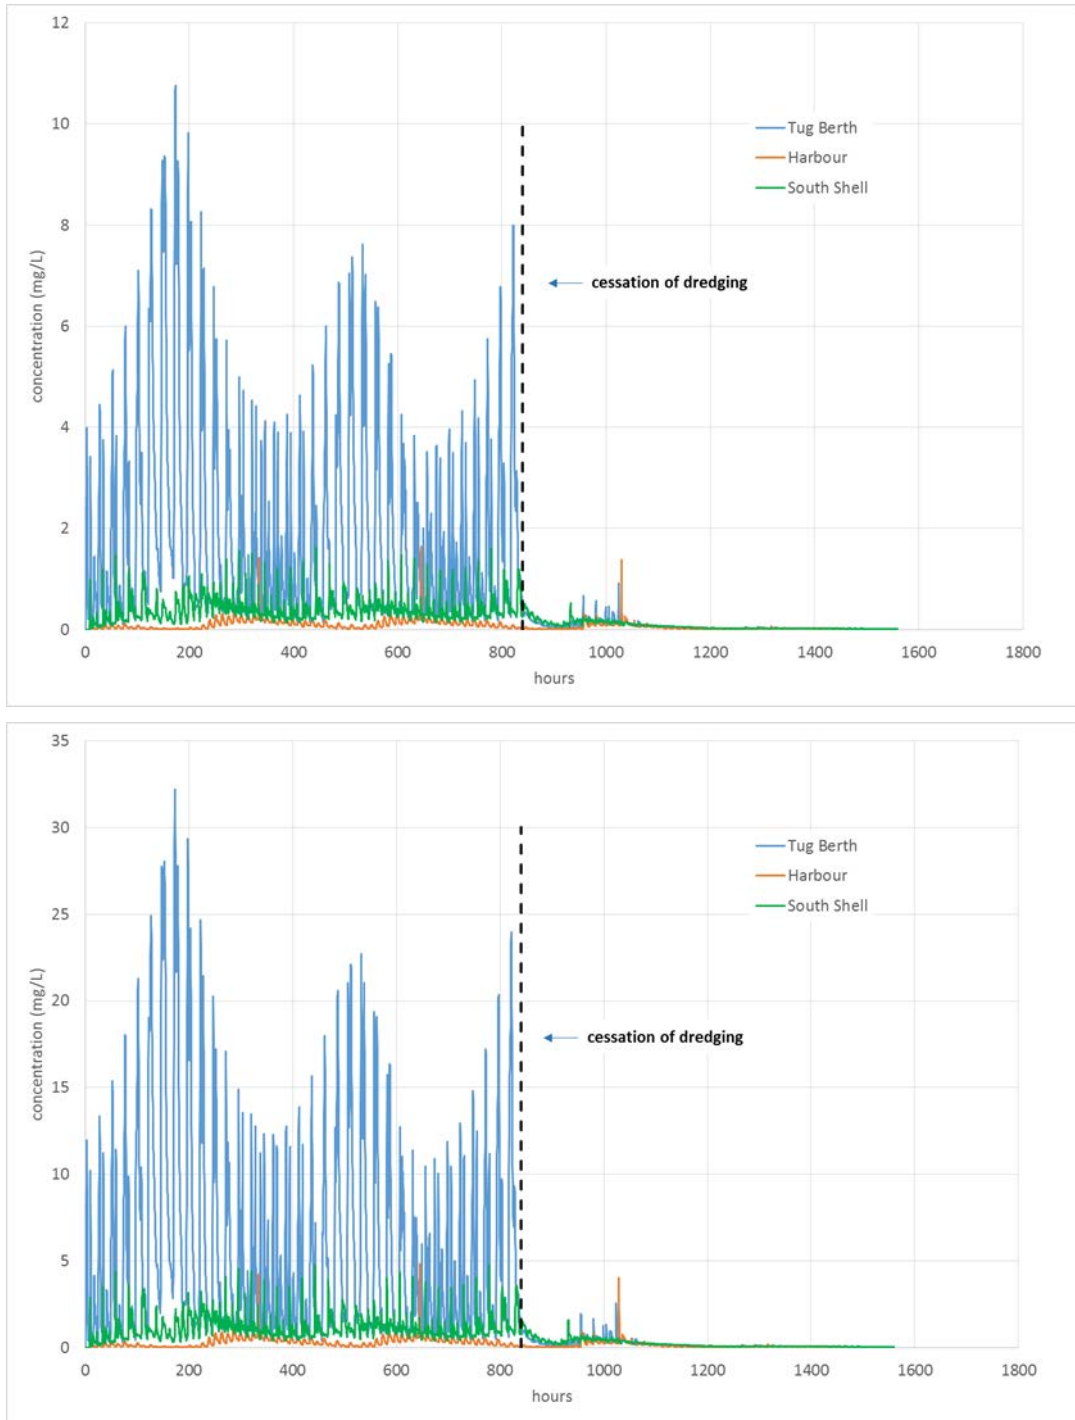 12
10
8
6
4
2
0
concentration (mg/L)
Tug Berth
Harbour
South Shell
cessation of dredging
0 200 400 600 800 1000 1200 1400 1600 1800
hours
35
30
25
20
15
10
5
0
concentration (mg/L)
Tug Berth
Harbour
South Shell
cessation of dredging
0 200 400 600 800 1000 1200 1400 1600 1800
hours